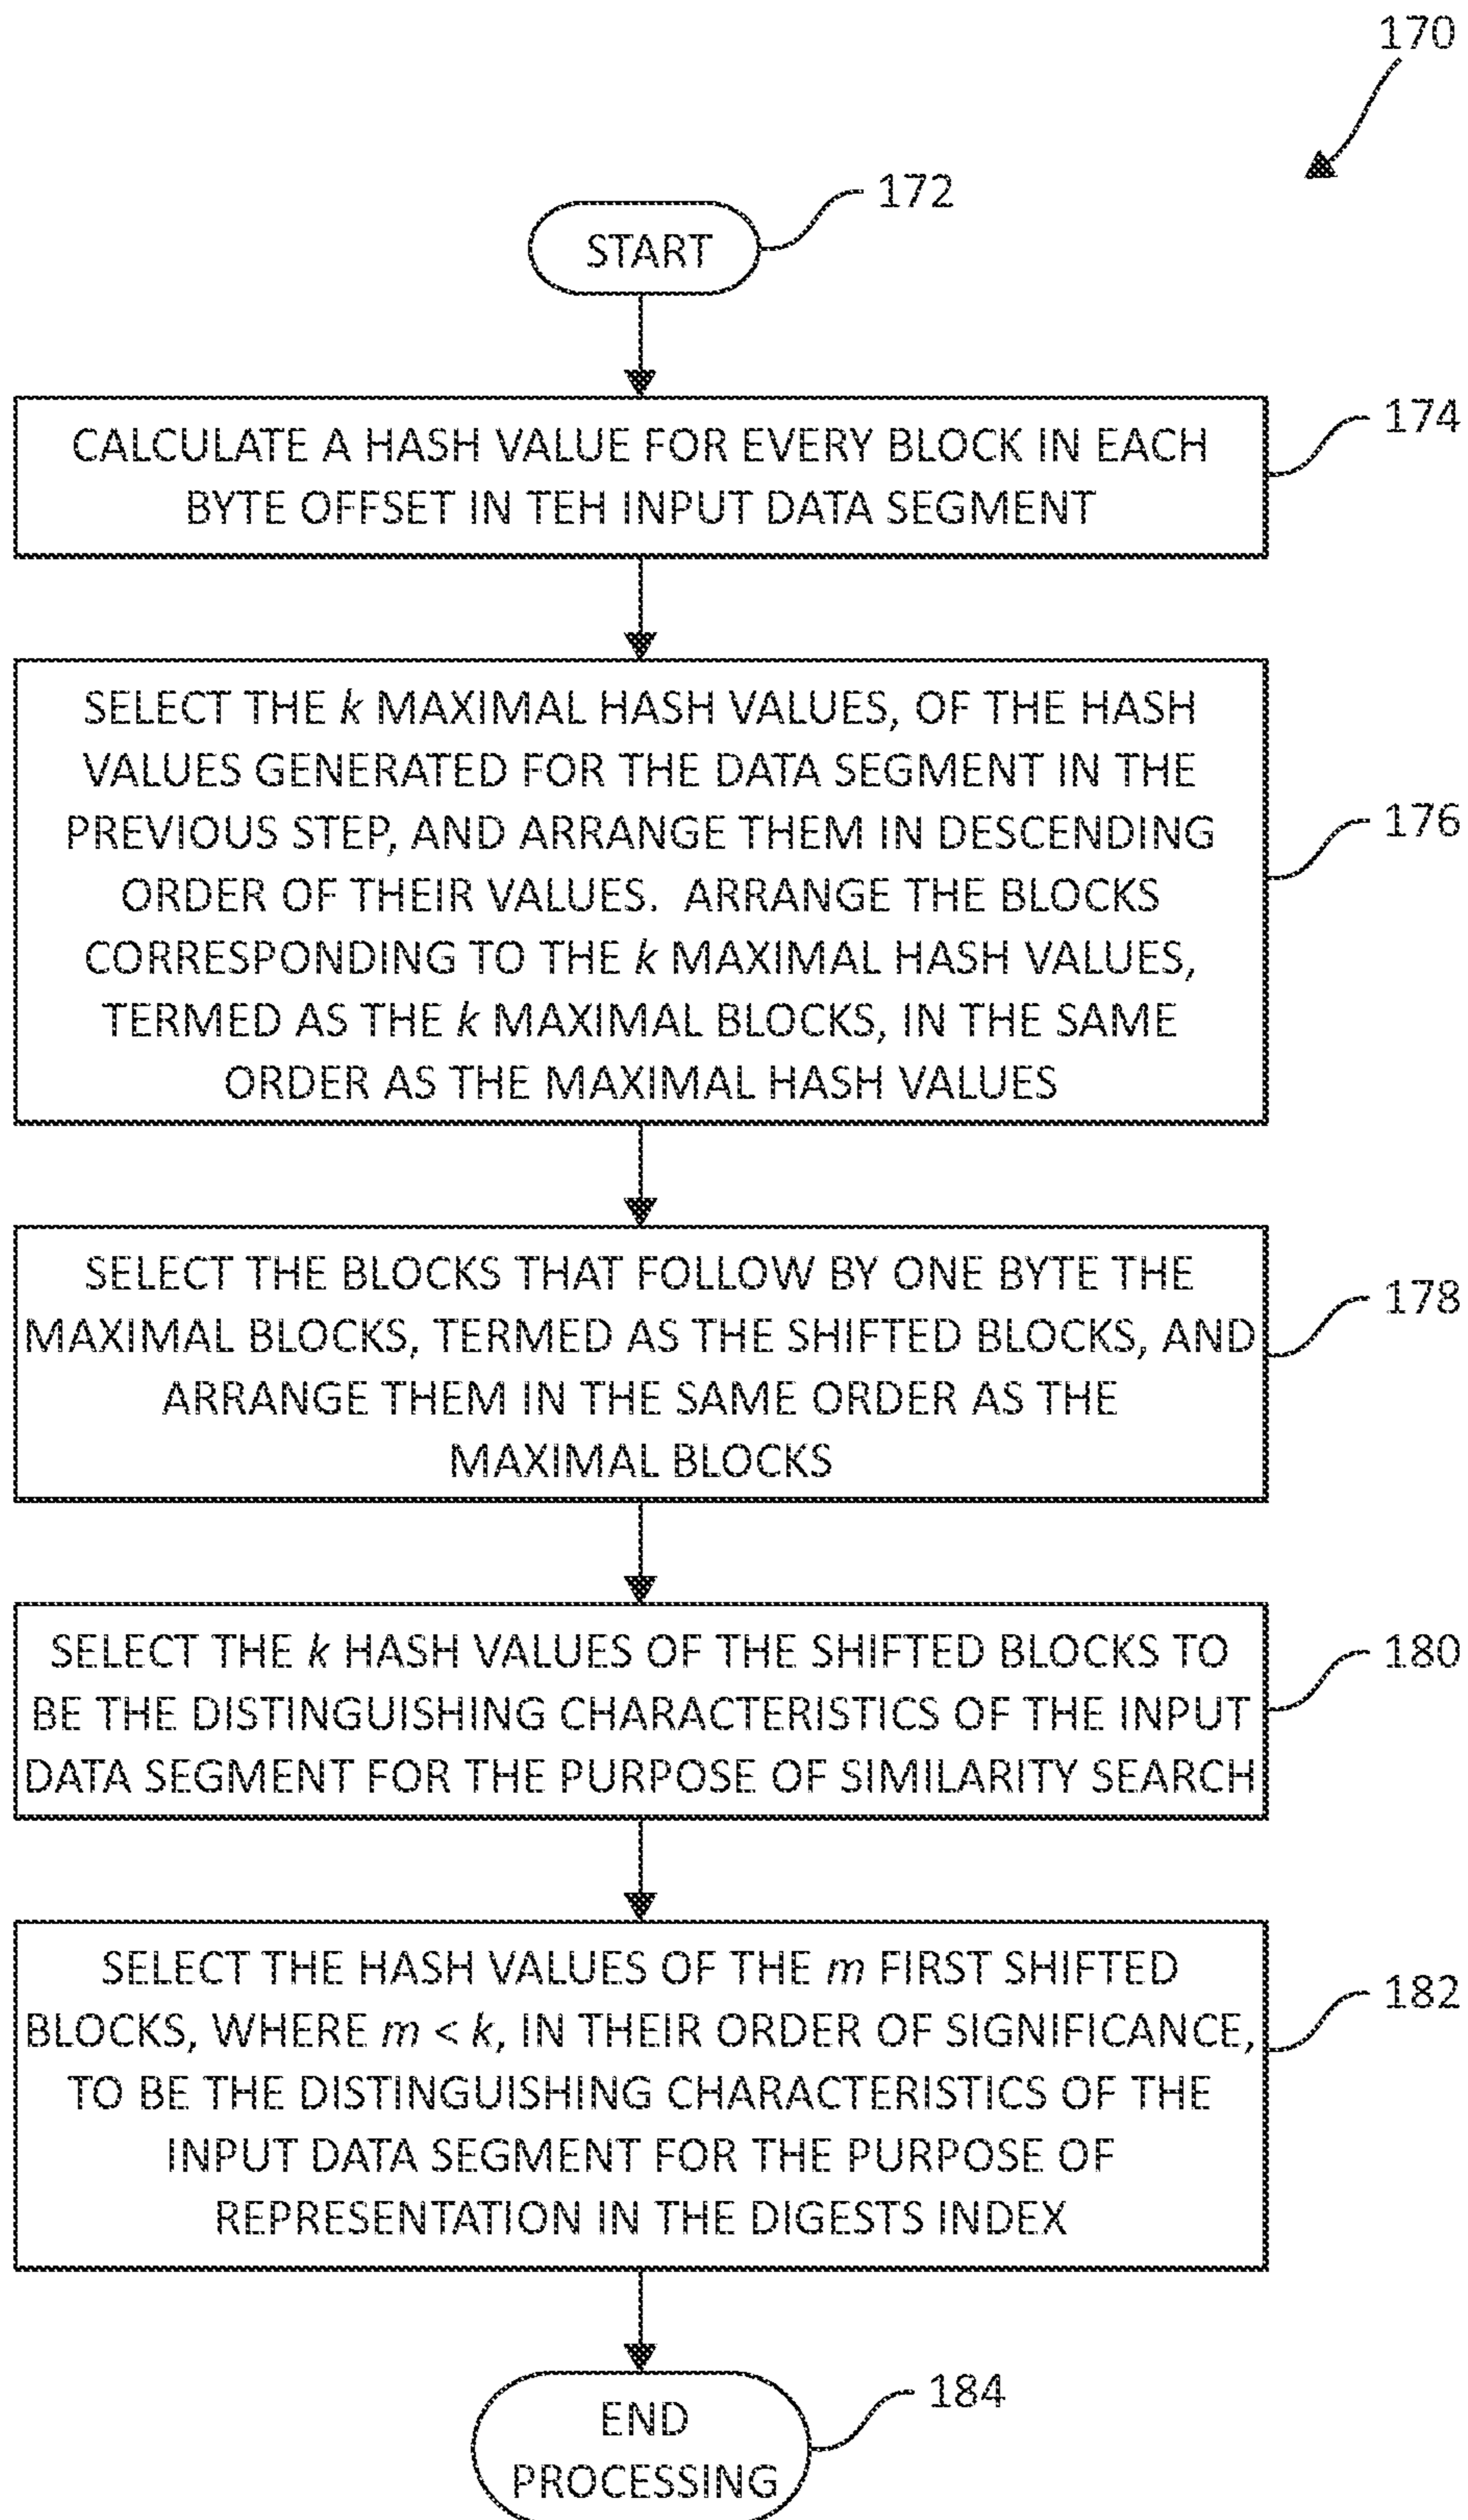 170
172
START
174
CALCULATE A HASH VALUE FOR EVERY BLOCK IN EACH
BYTE OFFSET IN TEH INPUT DATA SEGMENT
176
SELECT THE k MAXIMAL HASH VALUES, OF THE HASH
VALUES GENERATED FOR THE DATA SEGMENT IN THE
PREVIOUS STEP, AND ARRANGE THEM IN DESCENDING
ORDER OF THEIR VALUES. ARRANGE THE BLOCKS
CORRESPONDING TO THE k MAXIMAL HASH VALUES,
TERMED AS THE k MAXIMAL BLOCKS, IN THE SAME
ORDER AS THE MAXIMAL HASH VALUES
178
SELECT THE BLOCKS THAT FOLLOW BY ONE BYTE THE
MAXIMAL BLOCKS, TERMED AS THE SHIFTED BLOCKS, AND
ARRANGE THEM IN THE SAME ORDER AS THE
MAXIMAL BLOCKS
180
SELECT THE k HASH VALUES OF THE SHIFTED BLOCKS TO
BE THE DISTINGUISHING CHARACTERISTICS OF THE INPUT
DATA SEGMENT FOR THE PURPOSE OF SIMILARITY SEARCH
182
SELECT THE HASH VALUES OF THE m FIRST SHIFTED
BLOCKS, WHERE m < k, IN THEIR ORDER OF SIGNIFICANCE,
TO BE THE DISTINGUISHING CHARACTERISTICS OF THE
INPUT DATA SEGMENT FOR THE PURPOSE OF
REPRESENTATION IN THE DIGESTS INDEX
184
END
PROCESSING